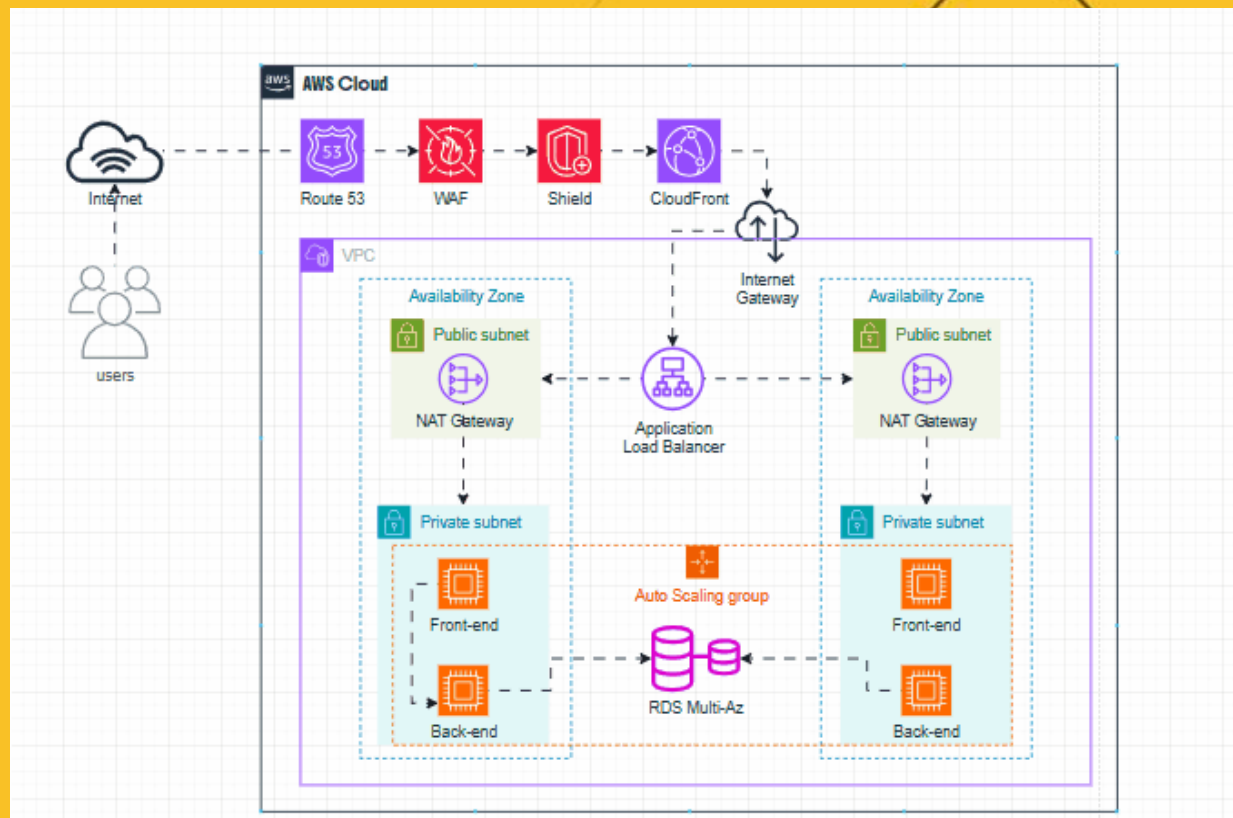 aws
AWS Cloud
53
Route 53
WAF
Shield
CloudFront
Internet
VPC
Internet
Gateway
Availability Zone
Availability Zone
Public subnet
Public subnet
users
NAT Gateway
NAT Gateway
Application
Load Balancer
Private subnet
Private subnet
Auto Scaling group
Front-end
Front-end
RDS Multi-Az
Back-end
Back-end